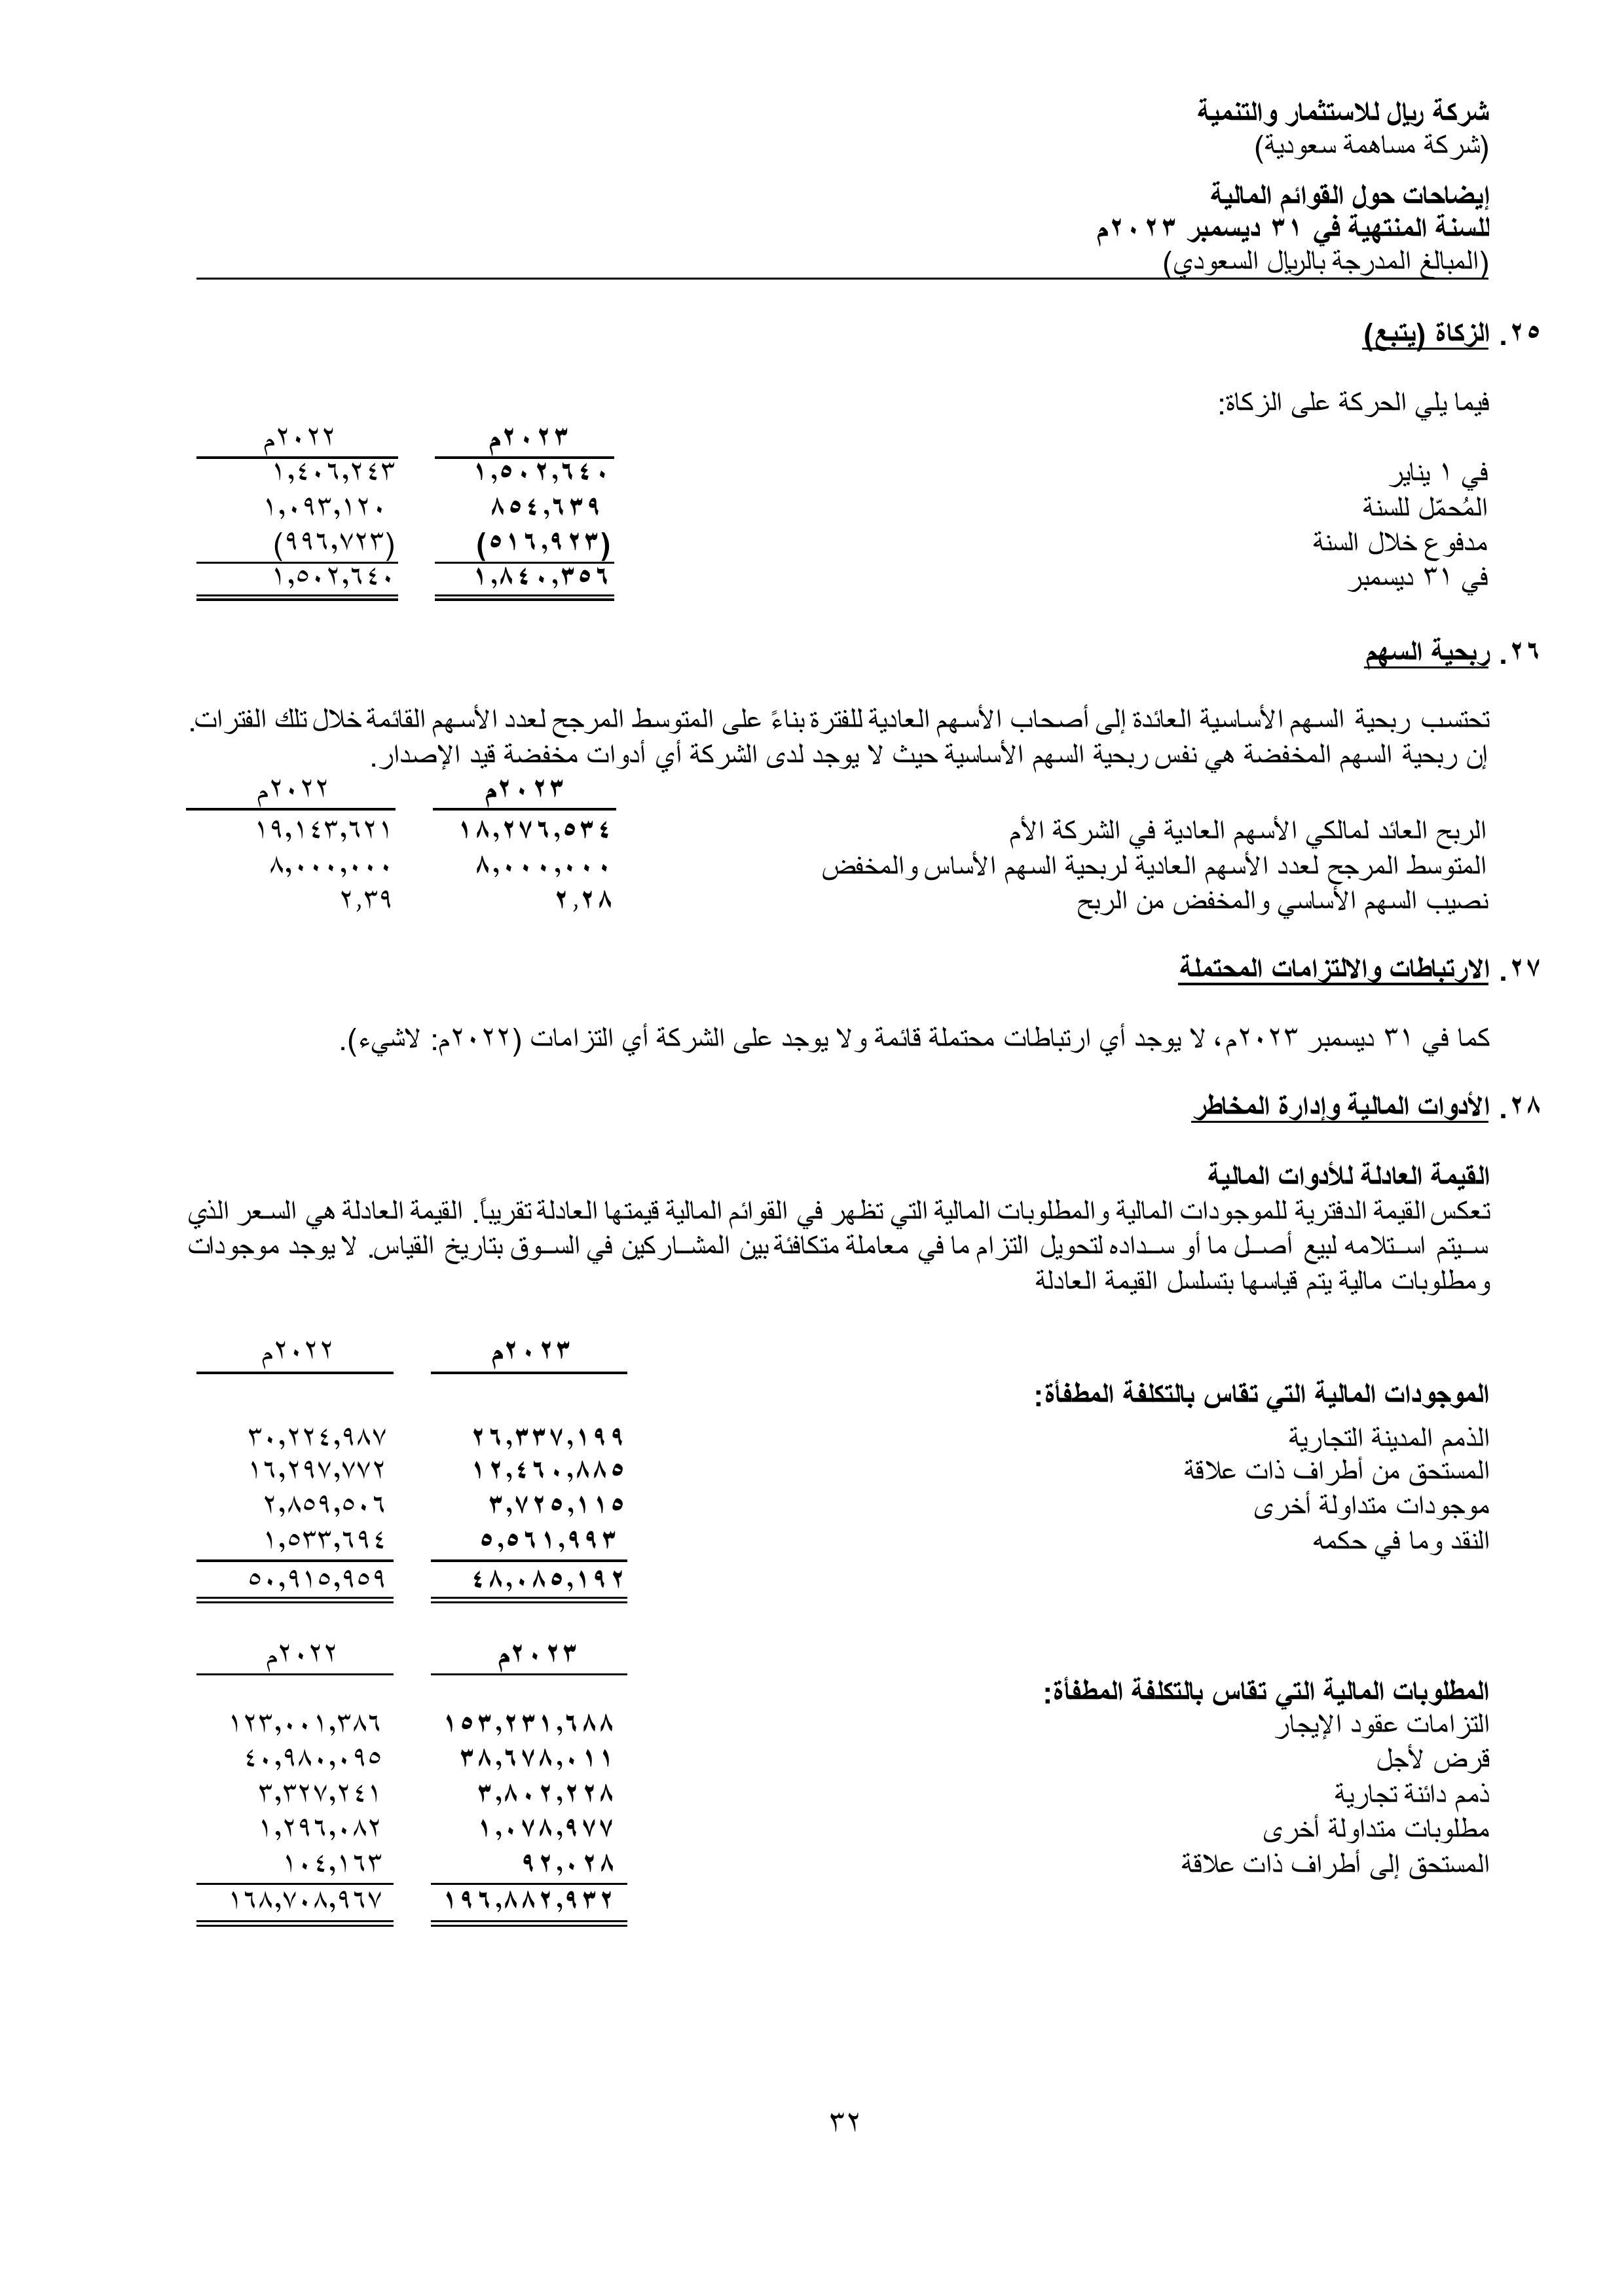 شركة ريال للاستثمار والتنمية
(شركة مساهمة سعودية)
إيضاحات حول القوائم المالية
للسنة المنتهية في ٣١ ديسمبر ٢٠٢٣م
(المبالغ المدرجة بالريال السعودي)
٢٥. الزكاة (يتبع)
فيما يلي الحركة على الزكاة:
٢٠٢٣م ٢٠٢٢م
في ١ يناير ١,٥٠٢,٦٤٠ ١,٤٠٦,٢٤٣
المُحمّل للسنة ٨٥٤,٦٣٩ ١,٠٩٣,١٢٠
مدفوع خلال السنة (٥١٦,٩٢٣) (٩٩٦,٧٢٣)
في ٣١ ديسمبر ١,٨٤٠,٣٥٦ ١,٥٠٢,٦٤٠
٢٦. ربحية السهم
تحتسب ربحية السهم الأساسية العائدة إلى أصحاب الأسهم العادية للفترة بناءً على المتوسط المرجح لعدد الأسهم القائمة خلال تلك الفترات.
إن ربحية السهم المخفضة هي نفس ربحية السهم الأساسية حيث لا يوجد لدى الشركة أي أدوات مخفضة قيد الإصدار.
٢٠٢٣م ٢٠٢٢م
الربح العائد لمالكي الأسهم العادية في الشركة الأم ١٨,٢٧٦,٥٣٤ ١٩,١٤٣,٦٢١
المتوسط المرجح لعدد الأسهم العادية لربحية السهم الأساس والمخفض ٨,٠٠٠,٠٠٠ ٨,٠٠٠,٠٠٠
نصيب السهم الأساسي والمخفض من الربح ٢,٢٨ ٢,٣٩
٢٧. الارتباطات والالتزامات المحتملة
كما في ٣١ ديسمبر ٢٠٢٣م، لا يوجد أي ارتباطات محتملة قائمة ولا يوجد على الشركة أي التزامات (٢٠٢٢م: لاشيء).
٢٨. الأدوات المالية وإدارة المخاطر
القيمة العادلة للأدوات المالية
تعكس القيمة الدفترية للموجودات المالية والمطلوبات المالية التي تظهر في القوائم المالية قيمتها العادلة تقريباً. القيمة العادلة هي السعر الذي
سيتم استلامه لبيع أصل ما أو سداده لتحويل التزام ما في معاملة متكافئة بين المشاركين في السوق بتاريخ القياس. لا يوجد موجودات
ومطلوبات مالية يتم قياسها بتسلسل القيمة العادلة
٢٠٢٣م ٢٠٢٢م
الموجودات المالية التي تقاس بالتكلفة المطفأة:
الذمم المدينة التجارية ٢٦,٣٣٧,١٩٩ ٣٠,٢٢٤,٩٨٧
المستحق من أطراف ذات علاقة ١٢,٤٦٠,٨٨٥ ١٦,٢٩٧,٧٧٢
موجودات متداولة أخرى ٣,٧٢٥,١١٥ ٢,٨٥٩,٥٠٦
النقد وما في حكمه ٥,٥٦١,٩٩٣ ١,٥٣٣,٦٩٤
٤٨,٠٨٥,١٩٢ ٥٠,٩١٥,٩٥٩
٢٠٢٣م ٢٠٢٢م
المطلوبات المالية التي تقاس بالتكلفة المطفأة:
التزامات عقود الإيجار ١٥٣,٢٣١,٦٨٨ ١٢٣,٠٠١,٣٨٦
قرض لأجل ٣٨,٦٧٨,٠١١ ٤٠,٩٨٠,٠٩٥
ذمم دائنة تجارية ٣,٨٠٢,٢٢٨ ٣,٣٢٧,٢٤١
مطلوبات متداولة أخرى ١,٠٧٨,٩٧٧ ١,٢٩٦,٠٨٢
المستحق إلى أطراف ذات علاقة ٩٢,٠٢٨ ١٠٤,١٦٣
١٩٦,٨٨٢,٩٣٢ ١٦٨,٧٠٨,٩٦٧
٣٢